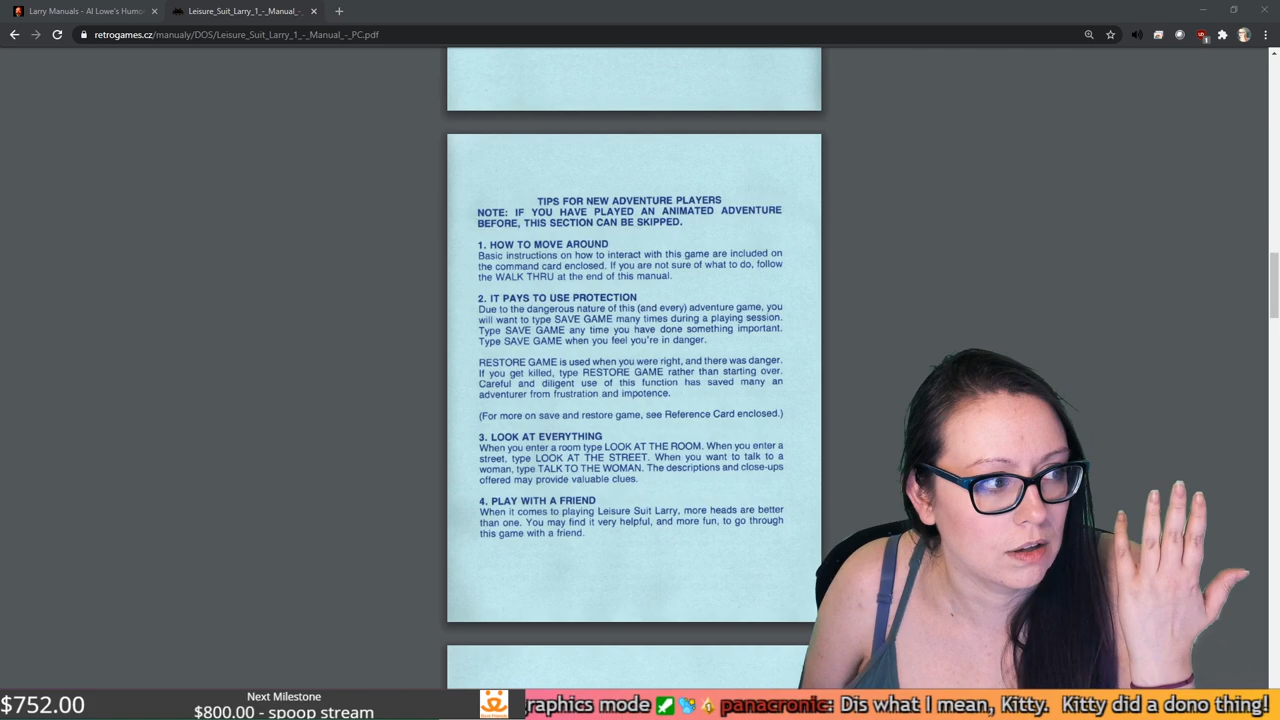 Larry Manuals - Al Lowe's Humo
Leisure_Suit_Larry_1_-_Manual_-_
retrogames.cz/manualy/DOS/Leisure_Suit_Larry_1_-_Manual_-_PC.pdf
TIPS FOR NEW ADVENTURE PLAYERS
NOTE: IF YOU HAVE PLAYED AN ANIMATED ADVENTURE
BEFORE, THIS SECTION CAN BE SKIPPED.
1. HOW TO MOVE AROUND
Basic instructions on how to interact with this game are included on
the command card enclosed. If you are not sure of what to do, follow
the WALK THRU at the end of this manual.
2. IT PAYS TO USE PROTECTION
Due to the dangerous nature of this (and every) adventure game, you
will want to type SAVE GAME many times during a playing session.
Type SAVE GAME any time you have done something important.
Type SAVE GAME when you feel you're in danger.
RESTORE GAME is used when you were right, and there was danger.
If you get killed, type RESTORE GAME rather than starting over.
Careful and diligent use of this function has saved many an
adventurer from frustration and impotence.
(For more on save and restore game, see Reference Card enclosed.)
3. LOOK AT EVERYTHING
When you enter a room type LOOK AT THE ROOM. When you enter a
street, type LOOK AT THE STREET. When you want to talk to a
woman, type TALK TO THE WOMAN. The descriptions and close-ups
offered may provide valuable clues.
4. PLAY WITH A FRIEND
When it comes to playing Leisure Suit Larry, more heads are better
than one. You may find it very helpful, and more fun, to go through
this game with a friend.
$752.00
Next Milestone
$800.00 - spoop stream
graphics mode panacronic: Dis what I mean, Kitty. Kitty did a dono thing!